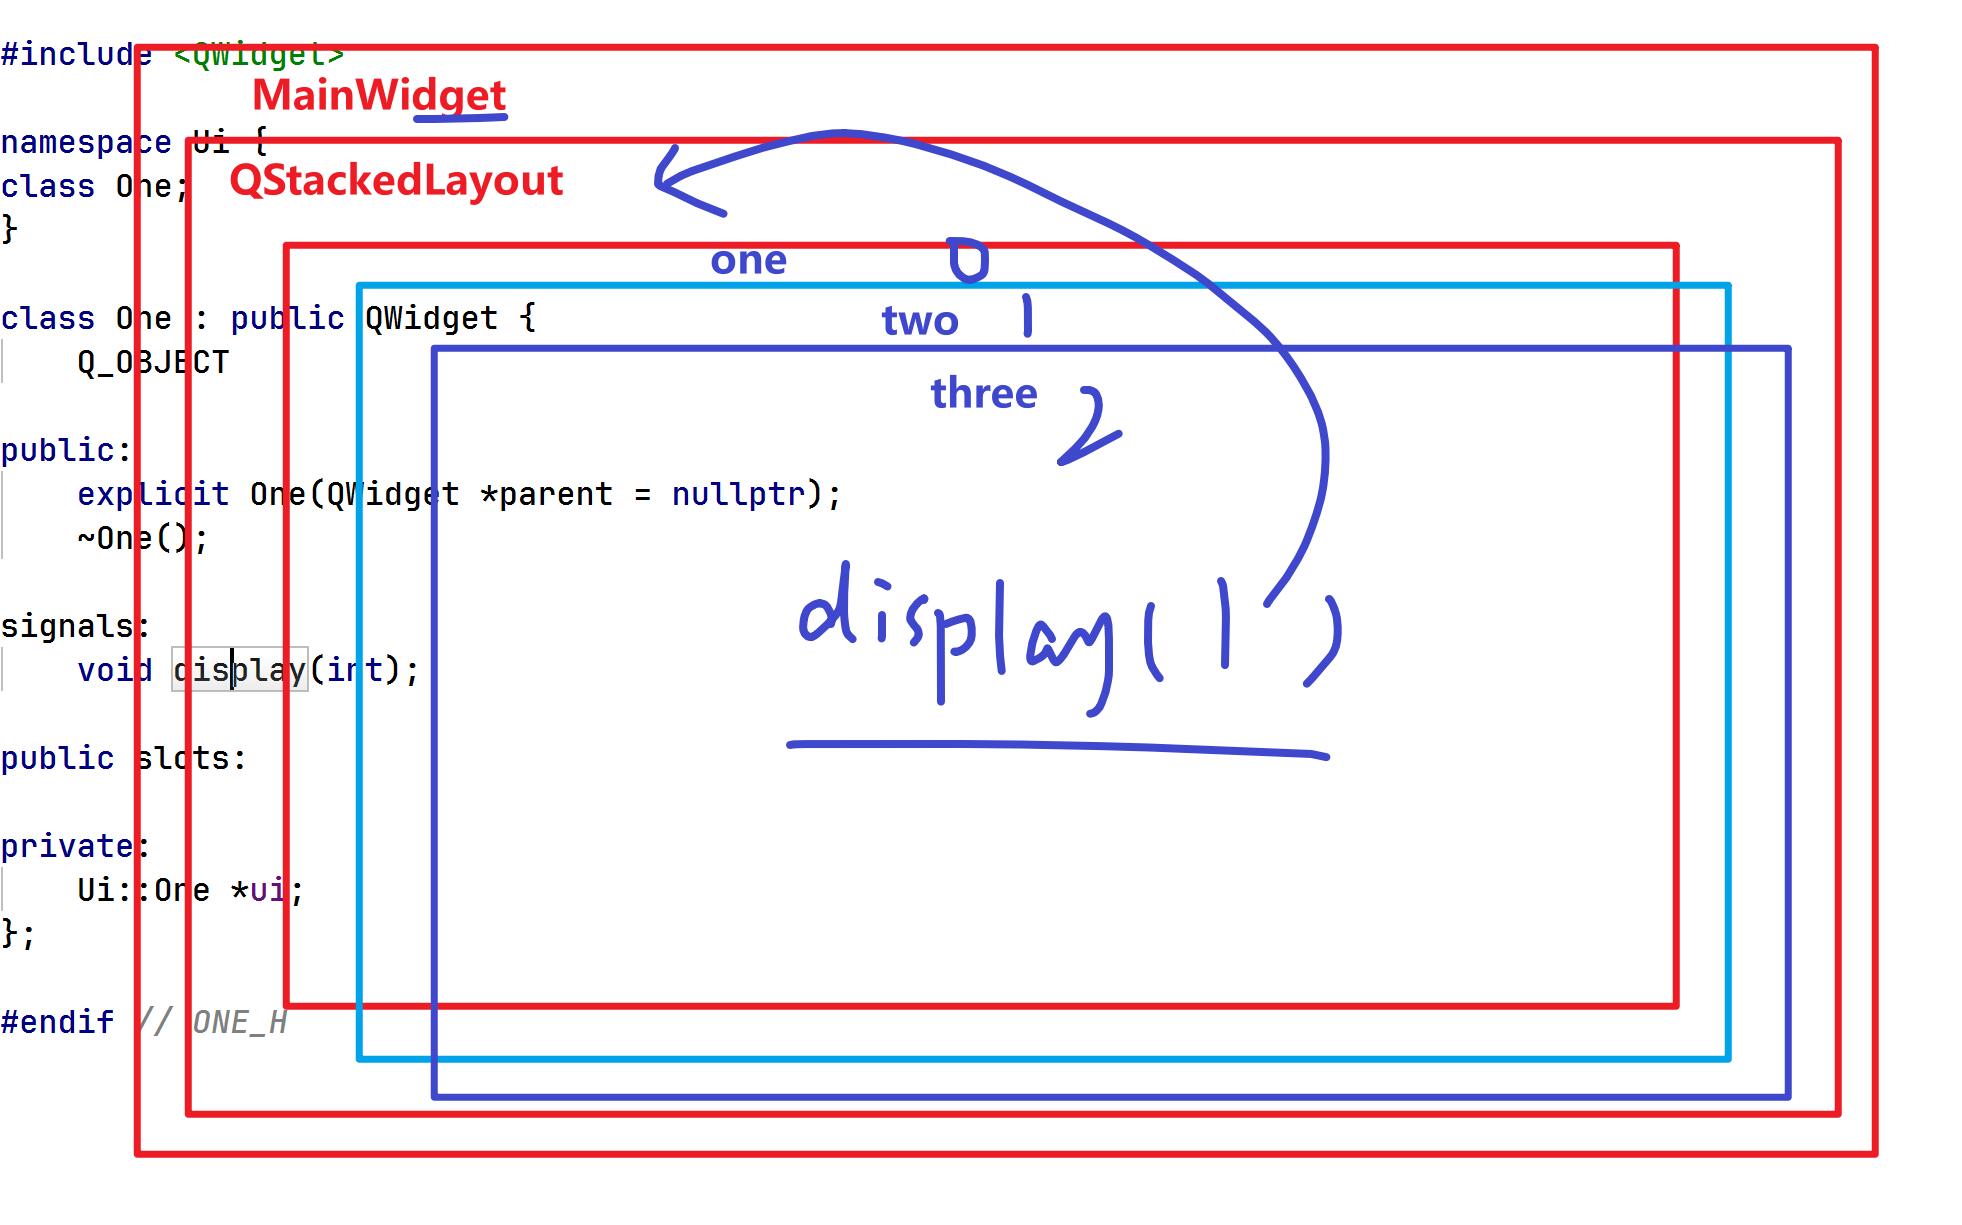 #include <QWidget>
MainWidget
namespace Ui {
QStackedLayout
class One;
}
one 0
class One : public QWidget {
two 1
Q_OBJECT
three 2
public:
explicit One(QWidget *parent = nullptr);
~One();
display(1)
signals:
void display(int);
public slots:
private:
Ui::One *ui;
};
#endif // ONE_H